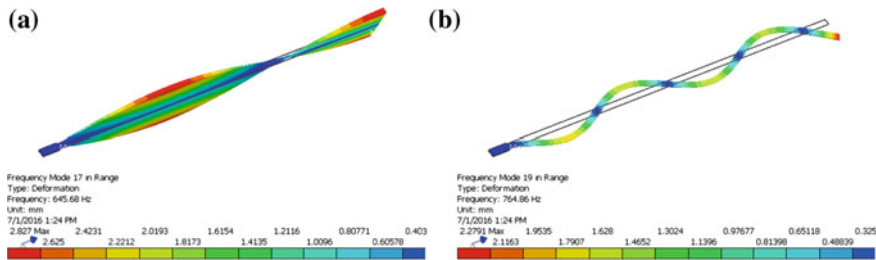 (a)
Frequency Mode 17 in Range
Type: Deformation
Frequency: 645.68 Hz
Unit: mm
7/1/2016 1:24 PM
2.827 Max 2.4231 2.0193 1.6154 1.2116 0.80771 0.403
2.625 2.2212 1.8173 1.4135 1.0096 0.60578
(b)
Frequency Mode 19 in Range
Type: Deformation
Frequency: 764.86 Hz
Unit: mm
7/1/2016 1:24 PM
2.2791 Max 1.9535 1.628 1.3024 0.97677 0.65118 0.325
2.1163 1.7907 1.4652 1.1396 0.81398 0.48839